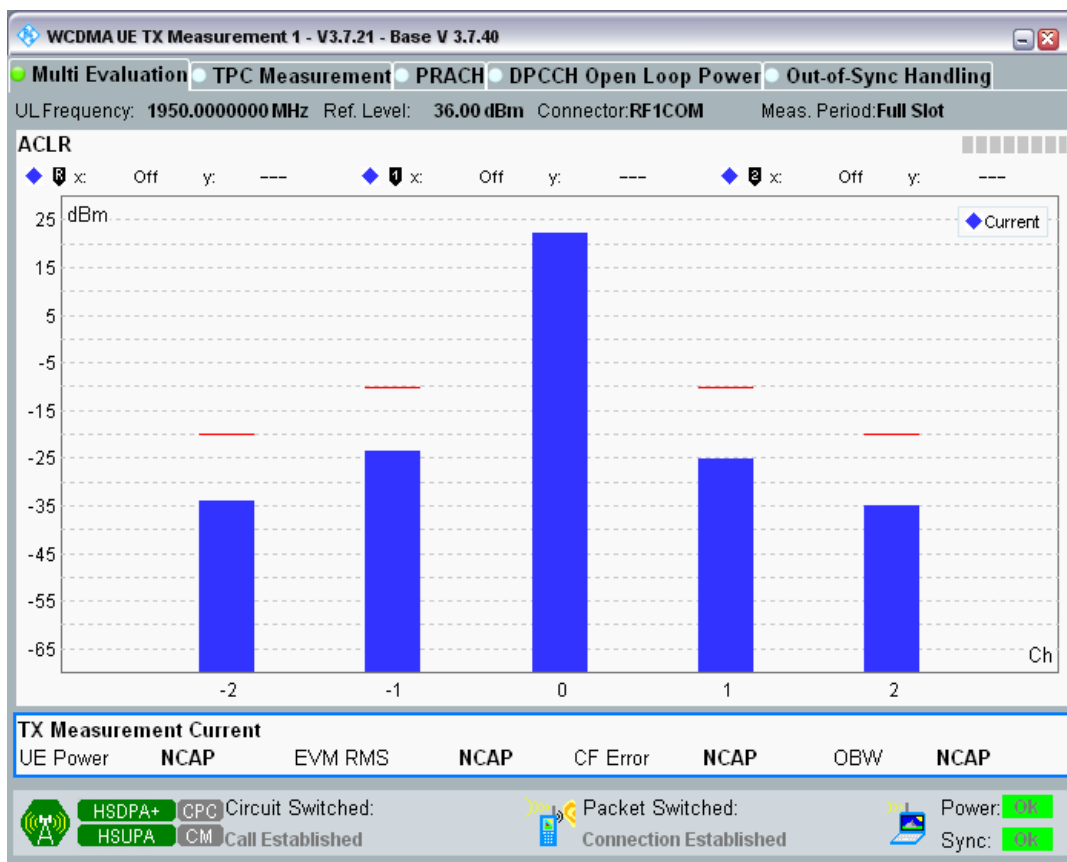 WCDMA UE TX Measurement 1 - V3.7.21 - Base V 3.7.40
Multi Evaluation TPC Measurement PRACH DPCCH Open Loop Power Out-of-Sync Handling
UL Frequency: 1950.0000000 MHz Ref. Level: 36.00 dBm Connector:RF1COM Meas. Period:Full Slot
ACLR
R x: Off y: --- 1 x: Off y: --- 2 x: Off y: ---
dBm
Current
25
15
5
-5
-15
-25
-35
-45
-55
-65
Ch
-2 -1 0 1 2
TX Measurement Current
UE Power NCAP EVM RMS NCAP CF Error NCAP OBW NCAP
HSDPA+ CPC Circuit Switched: Packet Switched: Power: Ok
HSUPA CM Call Established Connection Established Sync: Ok